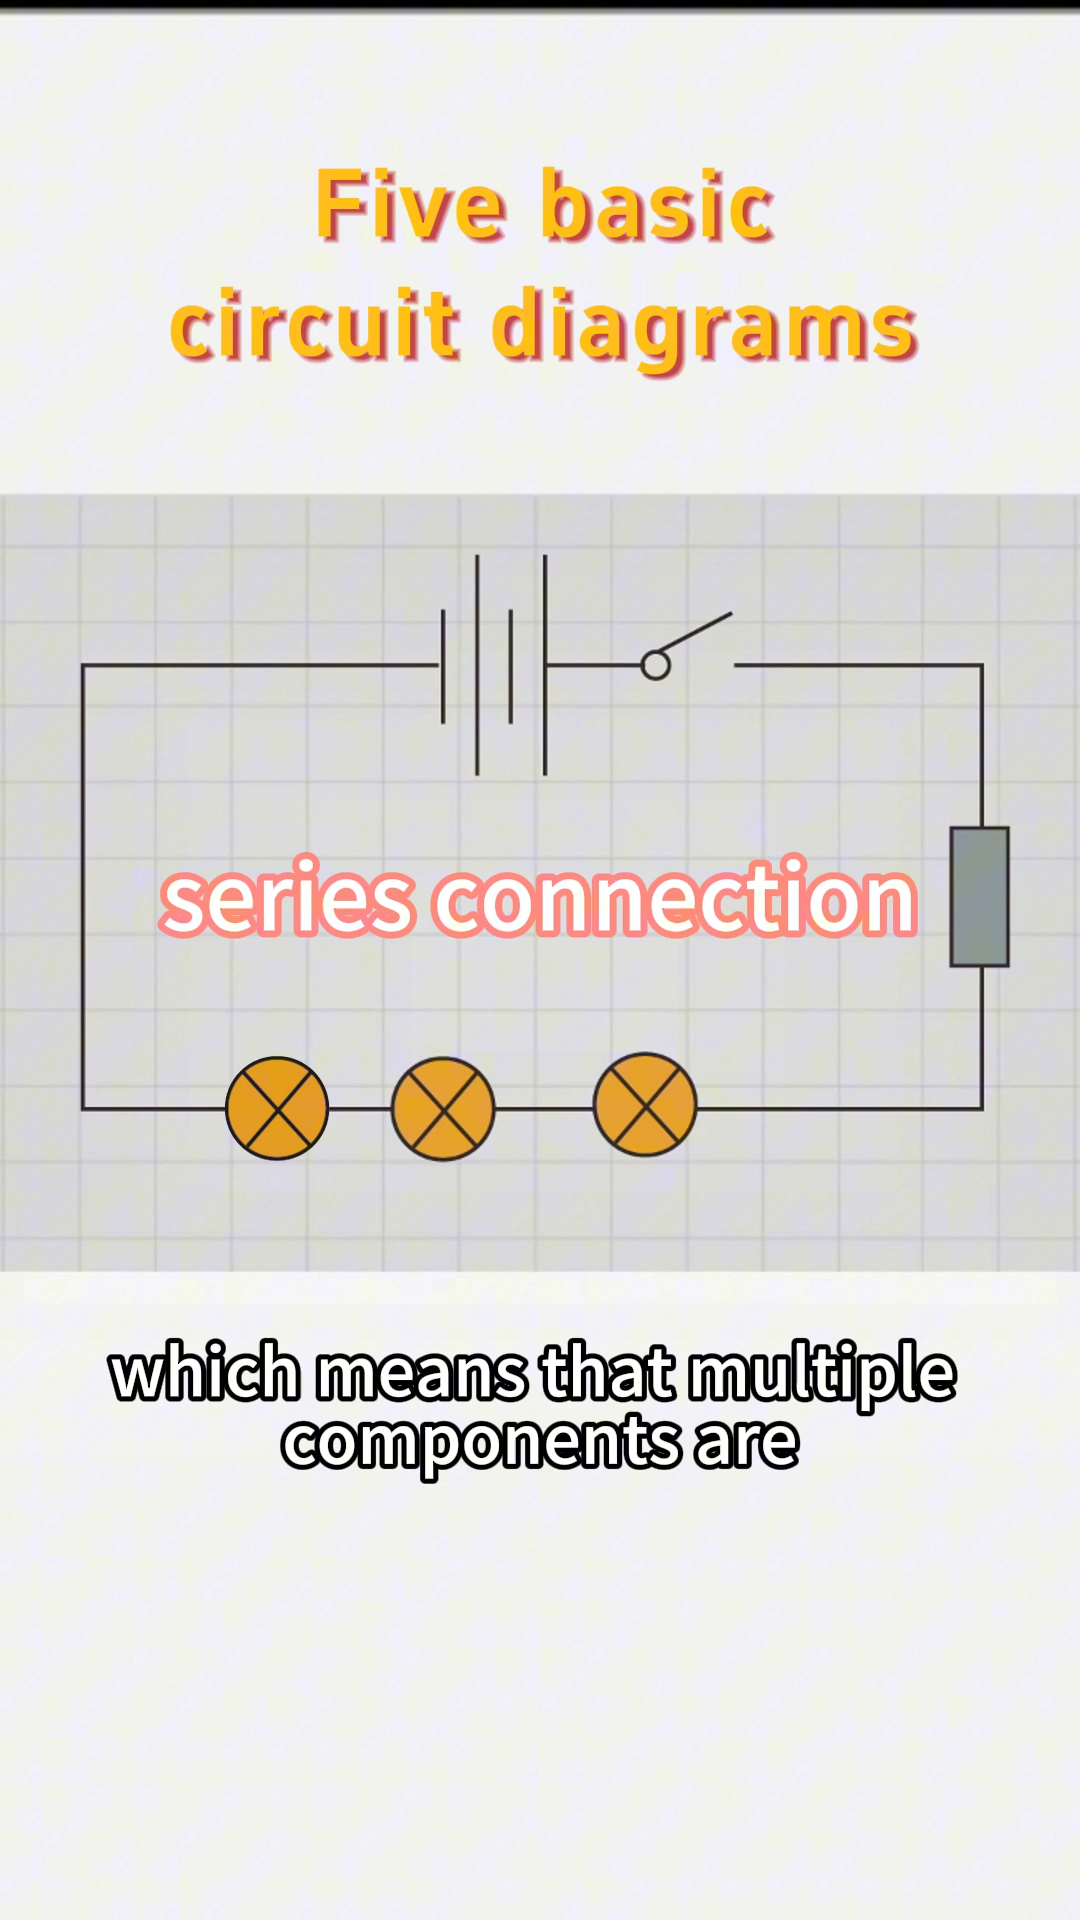 Five basic
circuit diagrams
series connection
which means that multiple
components are